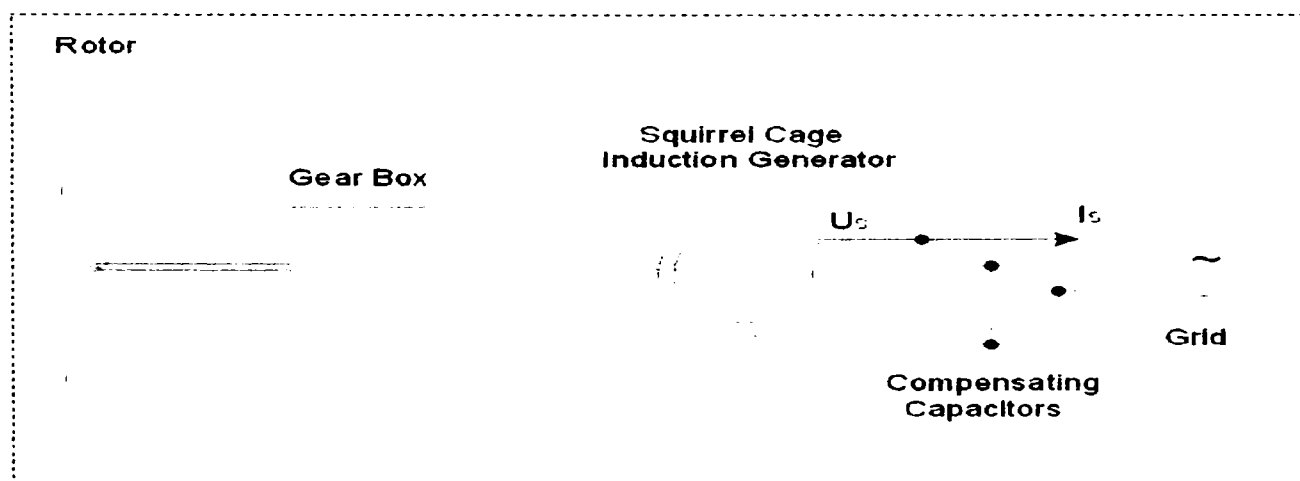 Rotor
Squirrel Cage
Induction Generator
Gear Box
Us
Is
~
Grid
Compensating
Capacitors